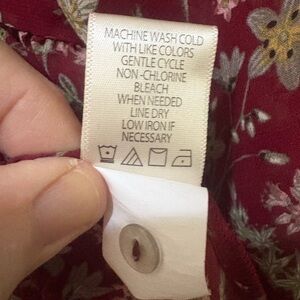 MACHINE WASH COLD
WITH LIKE COLORS
GENTLE CYCLE
NON-CHLORINE
BLEACH
WHEN NEEDED
LINE DRY
LOW IRON IF
NECESSARY